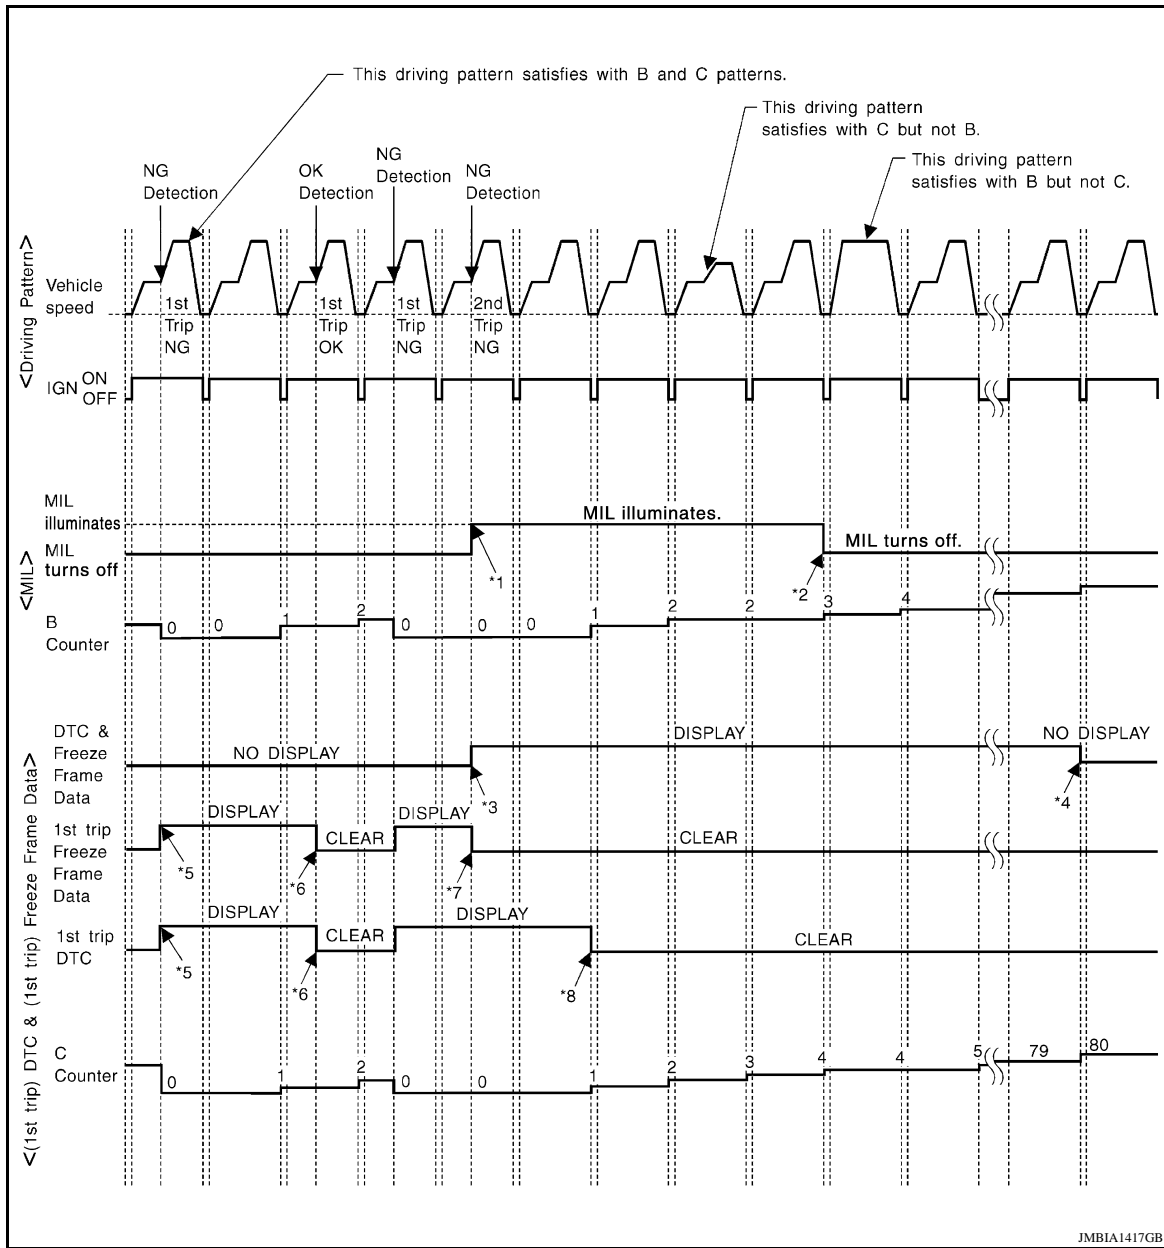 This driving pattern satisfies with B and C patterns.
This driving pattern
satisfies with C but not B.
This driving pattern
satisfies with B but not C.
NG
Detection
OK
Detection
NG
Detection
NG
Detection
<Driving Pattern>
Vehicle
speed
1st
Trip
NG
1st
Trip
OK
1st
Trip
NG
2nd
Trip
NG
IGN ON
OFF
<MIL>
MIL
illuminates
MIL
turns off
MIL illuminates.
MIL turns off.
*1
*2
B
Counter
0 0 1 2 0 0 0 1 2 2 3 4
<(1st trip) DTC & (1st trip) Freeze Frame Data>
DTC &
Freeze
Frame
Data
NO DISPLAY
DISPLAY
NO DISPLAY
*3
*4
1st trip
Freeze
Frame
Data
DISPLAY
CLEAR
DISPLAY
CLEAR
*5
*6
*7
1st trip
DTC
DISPLAY
CLEAR
DISPLAY
CLEAR
*5
*6
*8
C
Counter
0 1 2 0 0 1 2 3 4 4 5 79 80
JMBIA1417GB